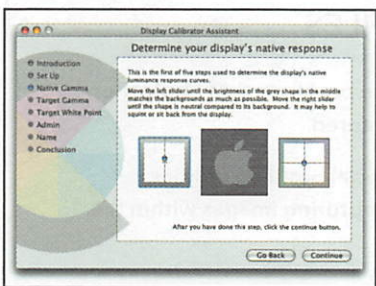 Display Calibrator Assistant
Determine your display's native response
Introduction
Set Up
Native Gamma
Target Gamma
Target White Point
Admin
Name
Conclusion
This is the first of five steps used to determine the display's native
luminance response curves.
Move the left slider until the brightness of the grey shape in the middle
matches the backgrounds as much as possible. Move the right slider
until the shape is neutral compared to its background. It may help to
squint or sit back from the display.
After you have done this step, click the continue button.
Go Back
Continue